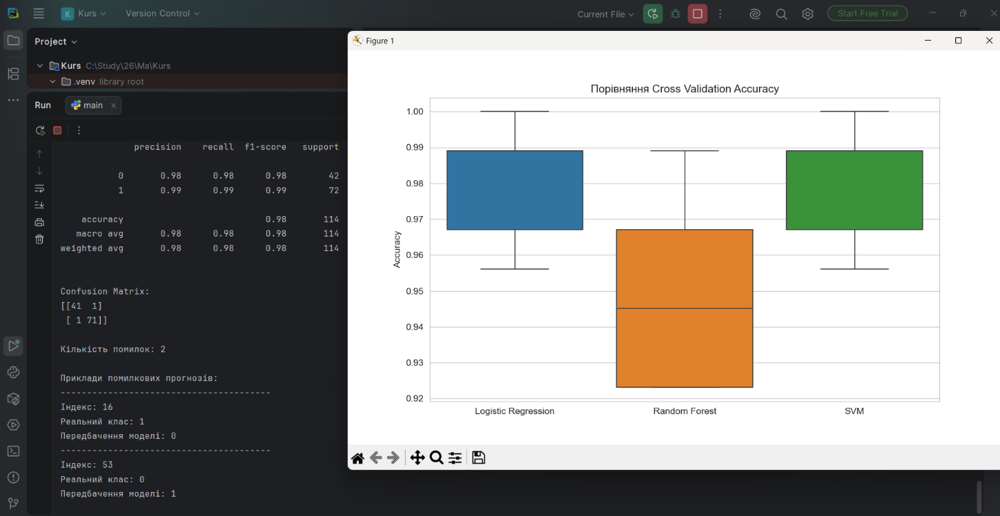 K Kurs Version Control Current File Start Free Trial
Project
Kurs C:\Study\26\Ma\Kurs
.venv library root
Run main
precision recall f1-score support
0 0.98 0.98 0.98 42
1 0.99 0.99 0.99 72
accuracy 0.98 114
macro avg 0.98 0.98 0.98 114
weighted avg 0.98 0.98 0.98 114
Confusion Matrix:
[[41 1]
[ 1 71]]
Кількість помилок: 2
Приклади помилкових прогнозів:
----------------------------------------
Індекс: 16
Реальний клас: 1
Передбачення моделі: 0
----------------------------------------
Індекс: 53
Реальний клас: 0
Передбачення моделі: 1
Figure 1
Порівняння Cross Validation Accuracy
Accuracy
1.00
0.99
0.98
0.97
0.96
0.95
0.94
0.93
0.92
Logistic Regression Random Forest SVM